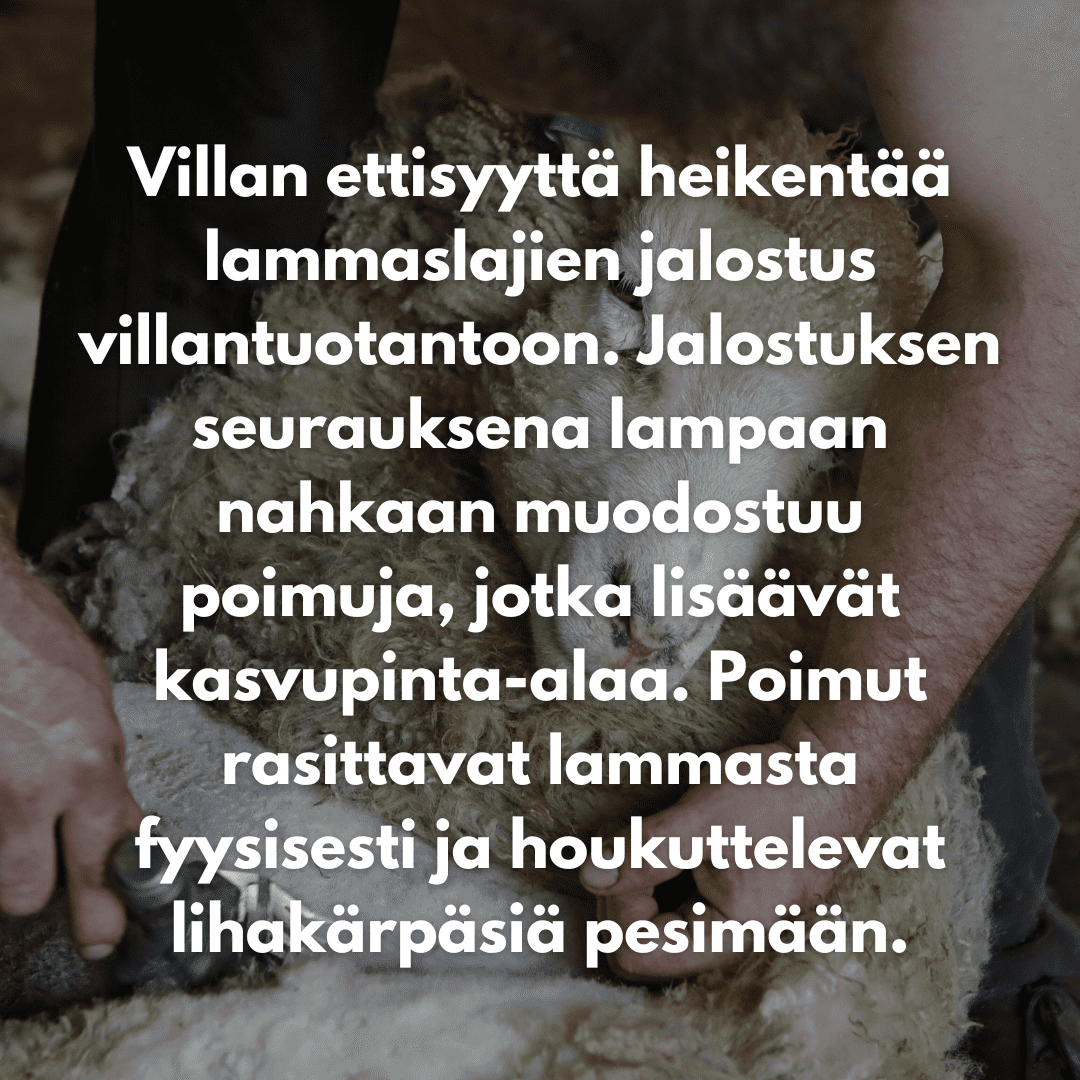 Villan ettisyyttä heikentää
lammaslajien jalostus
villantuotantoon. Jalostuksen
seurauksena lampaan
nahkaan muodostuu
poimuja, jotka lisäävät
kasvupinta-alaa. Poimut
rasittavat lammasta
fyysisesti ja houkuttelevat
lihakärpäsiä pesimään.